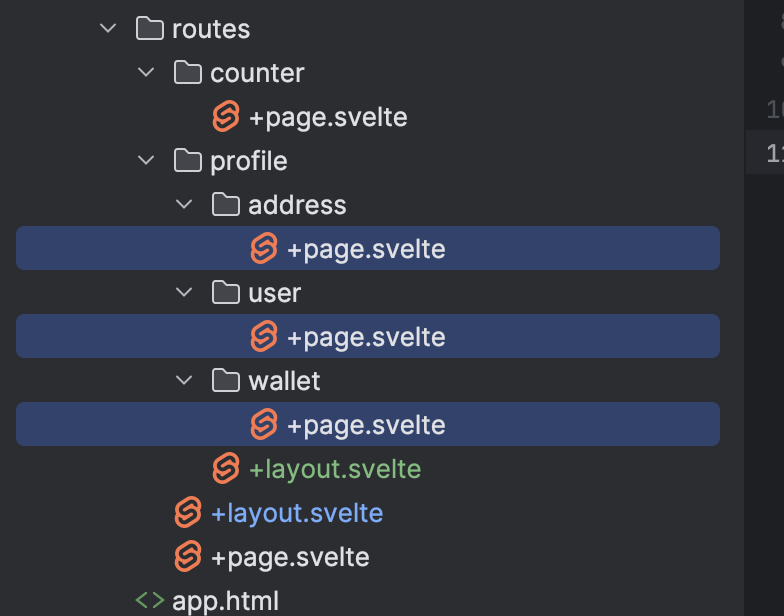 routes
counter
+page.svelte
profile
address
+page.svelte
user
+page.svelte
wallet
+page.svelte
+layout.svelte
+layout.svelte
+page.svelte
<> app.html